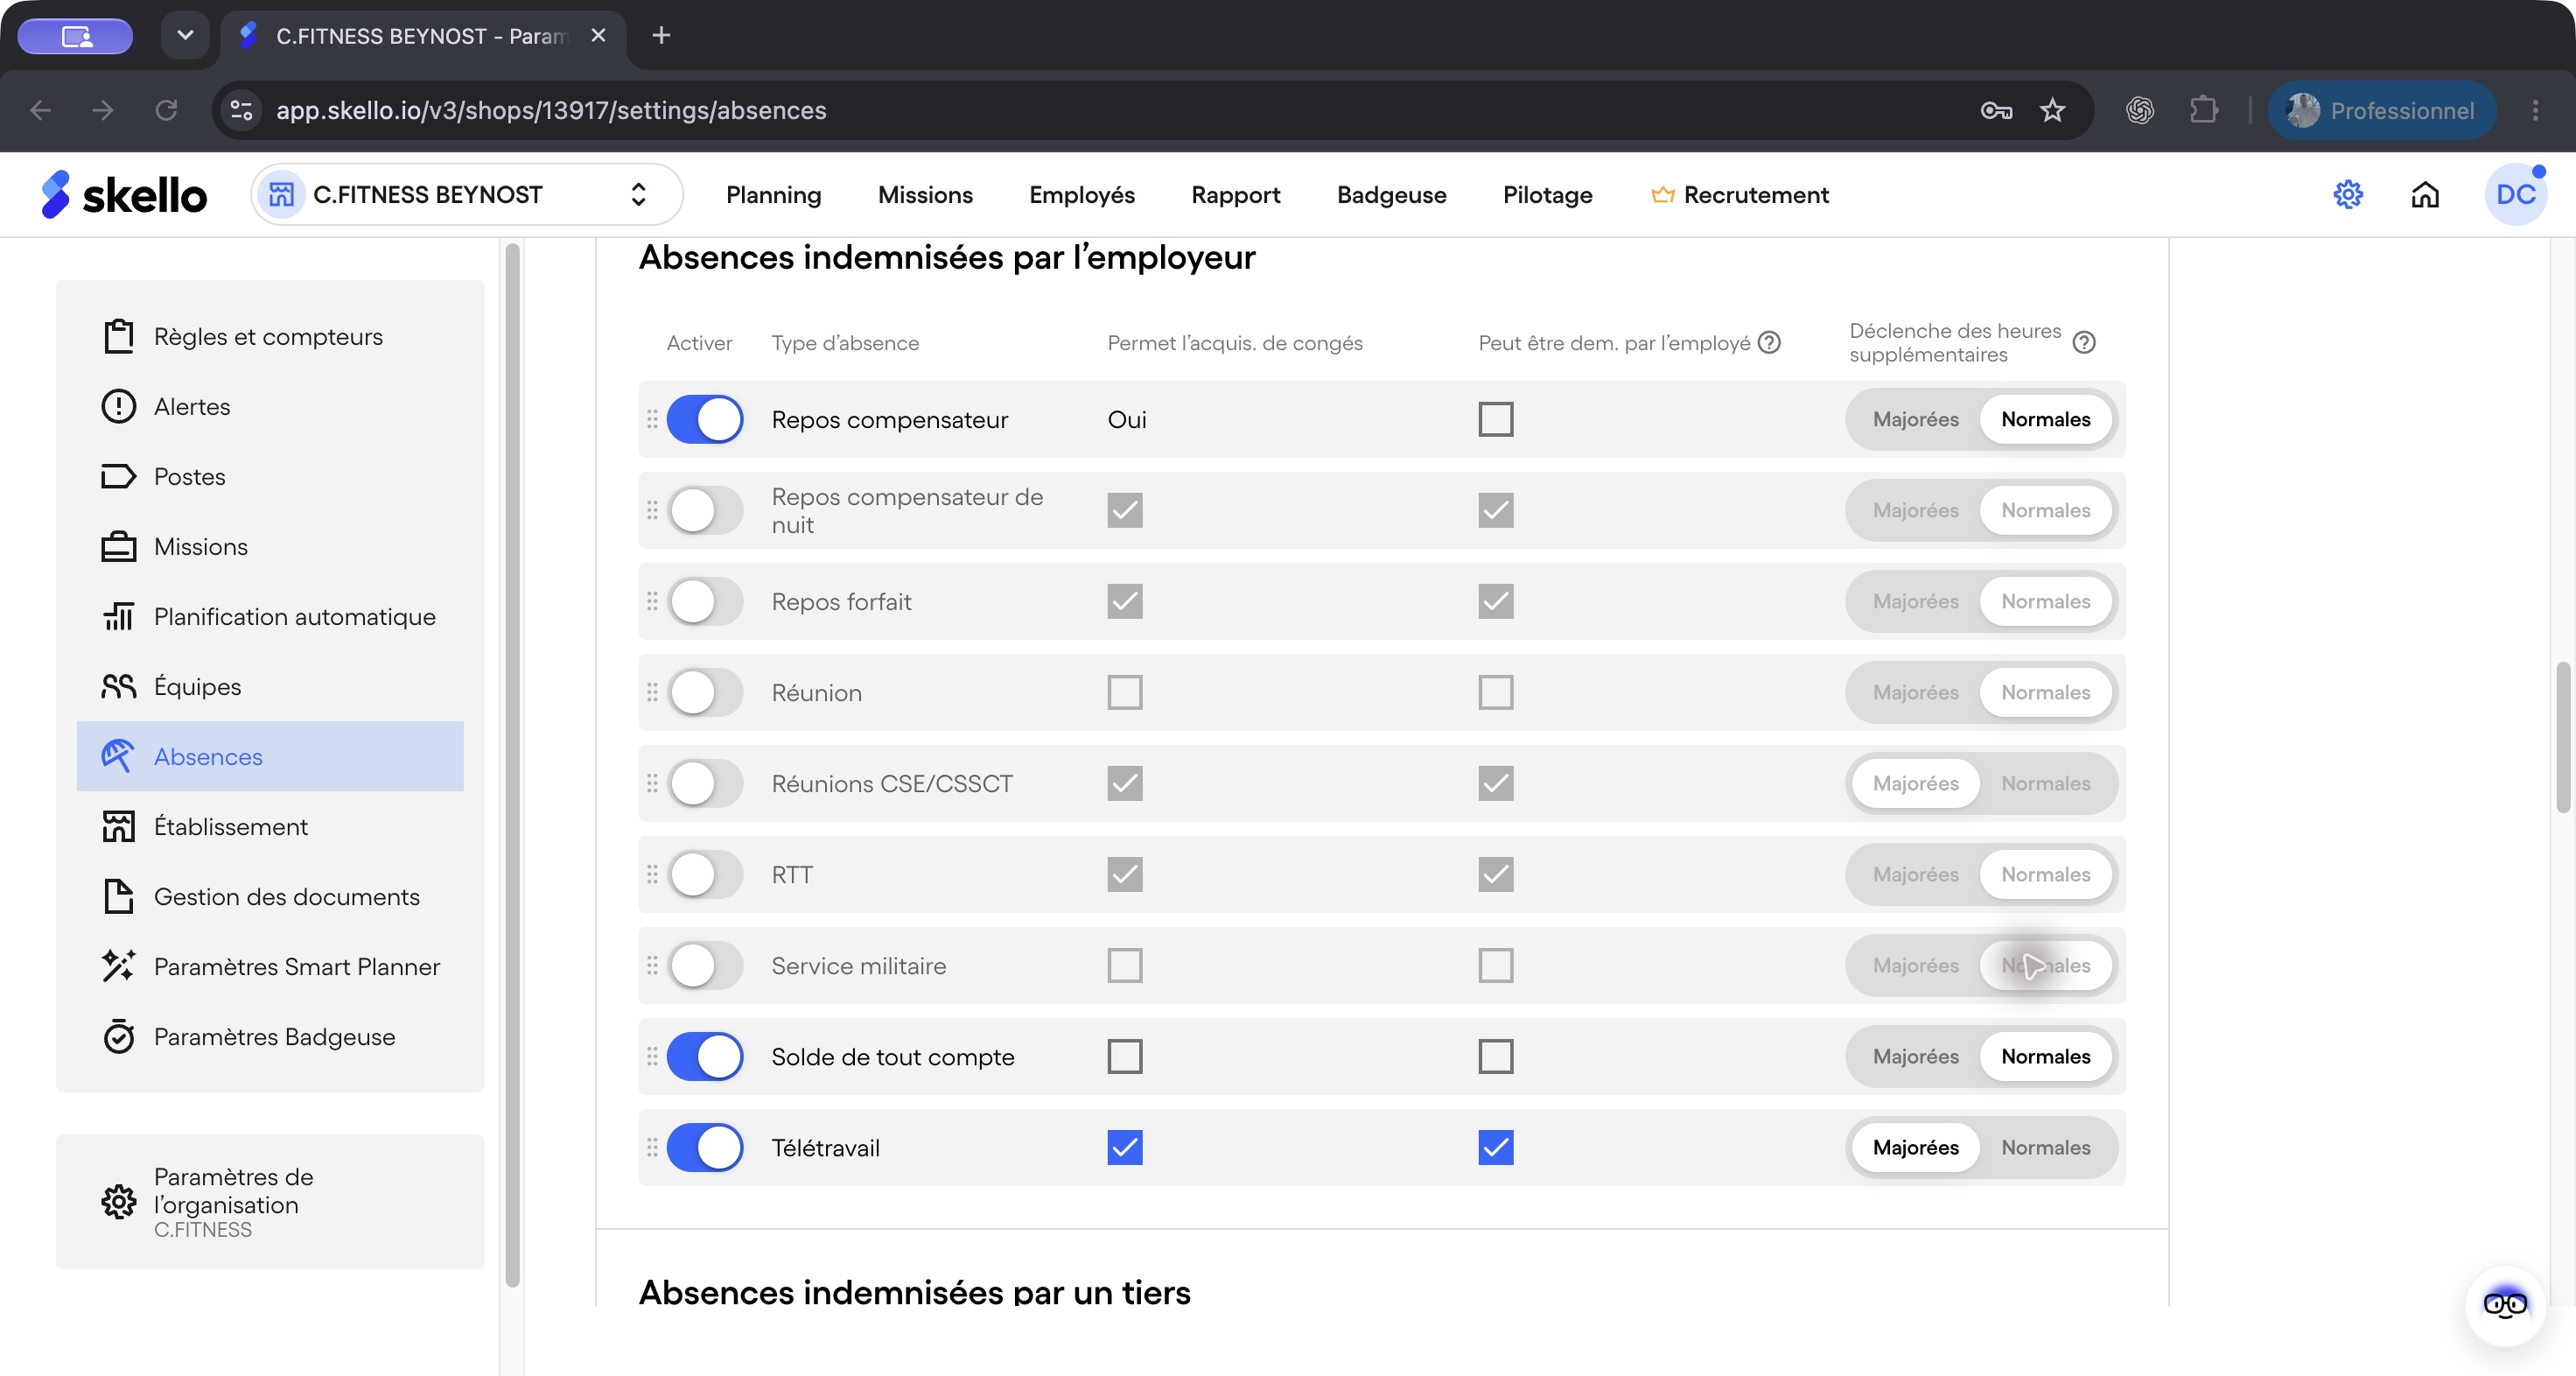 C.FITNESS BEYNOST - Param
app.skello.io/v3/shops/13917/settings/absences
Professionnel
skello
C.FITNESS BEYNOST
Planning
Missions
Employés
Rapport
Badgeuse
Pilotage
Recrutement
DC
Règles et compteurs
Alertes
Postes
Missions
Planification automatique
Équipes
Absences
Établissement
Gestion des documents
Paramètres Smart Planner
Paramètres Badgeuse
Paramètres de
l'organisation
C.FITNESS
Absences indemnisées par l'employeur
Activer Type d'absence Permet l'acquis. de congés Peut être dem. par l'employé ? Déclenche des heures
supplémentaires ?
Repos compensateur Oui Majorées Normales
Repos compensateur de
nuit Majorées Normales
Repos forfait Majorées Normales
Réunion Majorées Normales
Réunions CSE/CSSCT Majorées Normales
RTT Majorées Normales
Service militaire Majorées Normales
Solde de tout compte Majorées Normales
Télétravail Majorées Normales
Absences indemnisées par un tiers